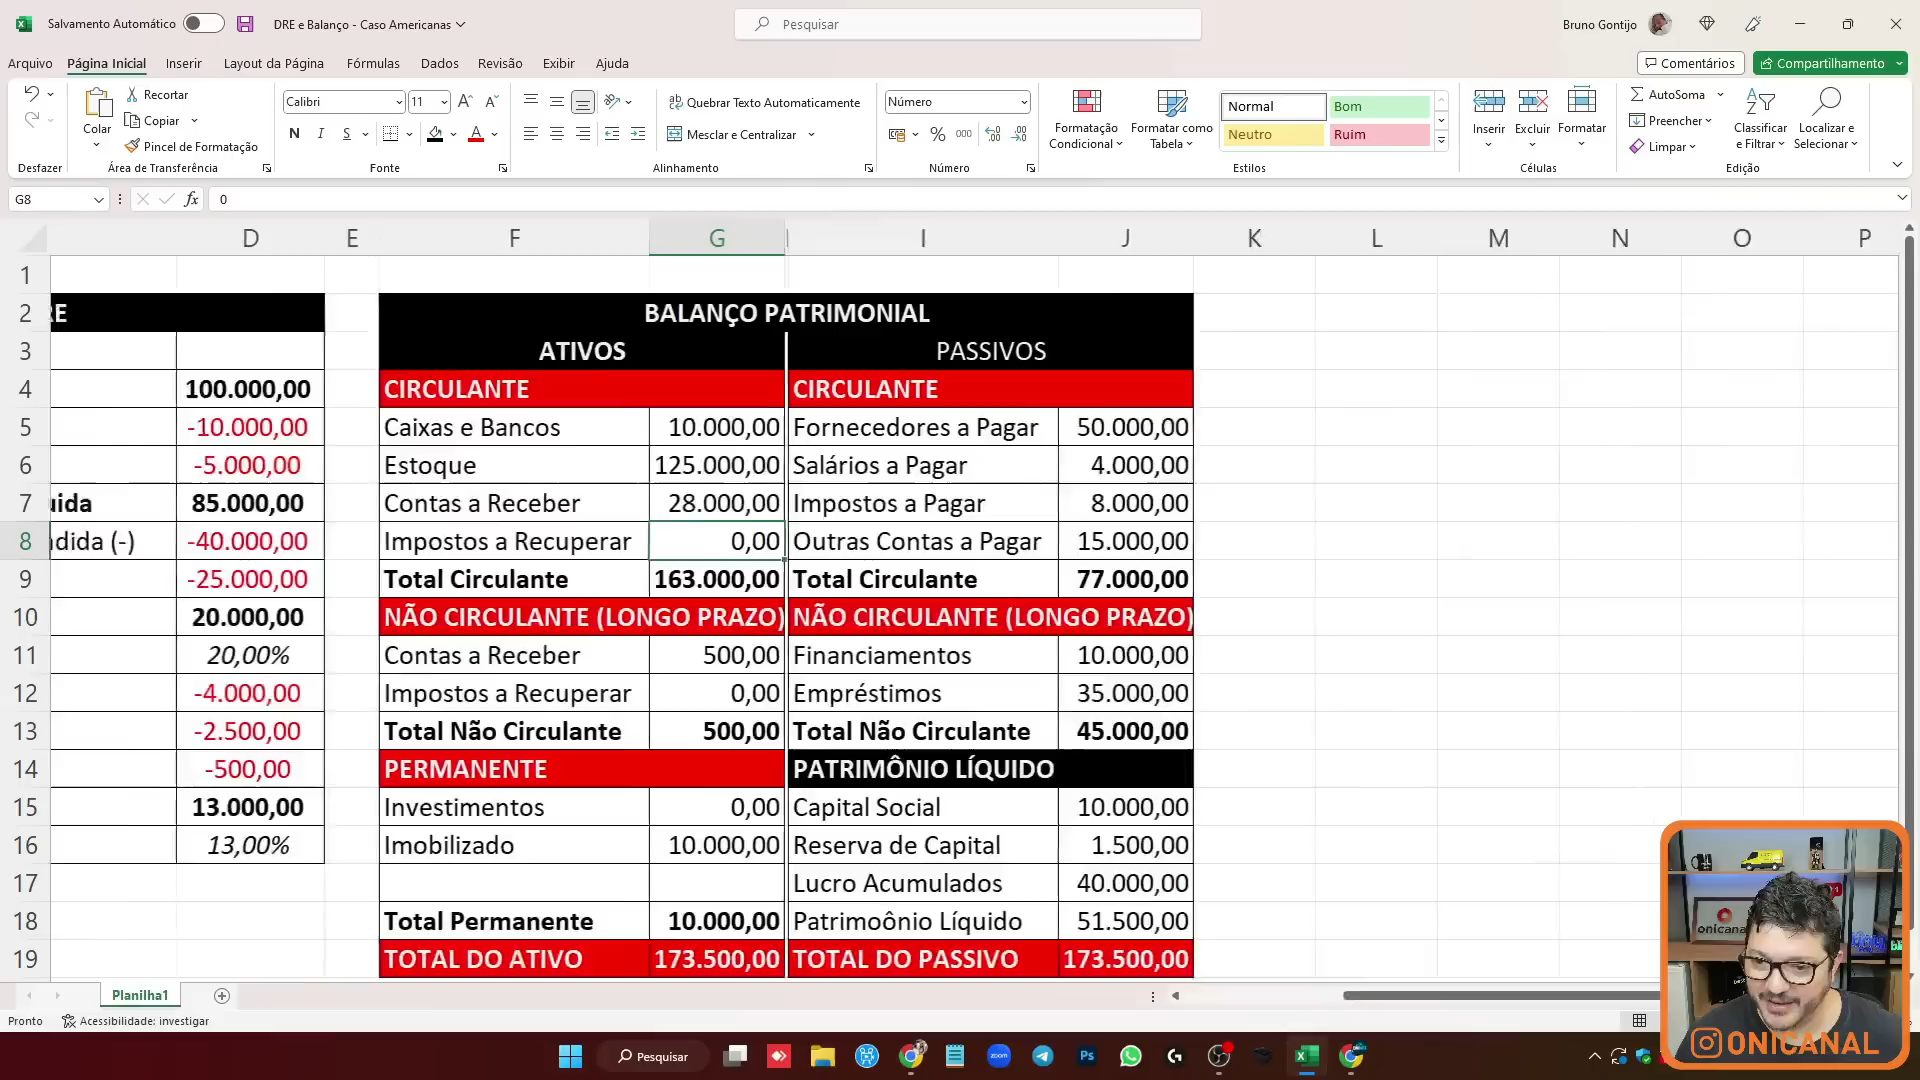 Salvamento Automático
DRE e Balanço - Caso Americanas
Pesquisar
Bruno Gontijo
Arquivo
Página Inicial
Inserir
Layout da Página
Fórmulas
Dados
Revisão
Exibir
Ajuda
Comentários
Compartilhamento
Colar
Recortar
Copiar
Pincel de Formatação
Calibri
11
N I S
Quebrar Texto Automaticamente
Mesclar e Centralizar
Número
% 000
Formatação Condicional
Formatar como Tabela
Normal
Bom
Neutro
Ruim
Inserir
Excluir
Formatar
AutoSoma
Preencher
Limpar
Classificar e Filtrar
Localizar e Selecionar
Desfazer
Área de Transferência
Fonte
Alinhamento
Número
Estilos
Células
Edição
G8
fx
0
D E F G I J K L M N O P
1
2 RE BALANÇO PATRIMONIAL
3 ATIVOS PASSIVOS
4 100.000,00 CIRCULANTE CIRCULANTE
5 -10.000,00 Caixas e Bancos 10.000,00 Fornecedores a Pagar 50.000,00
6 -5.000,00 Estoque 125.000,00 Salários a Pagar 4.000,00
7 uida 85.000,00 Contas a Receber 28.000,00 Impostos a Pagar 8.000,00
8 ndida (-) -40.000,00 Impostos a Recuperar 0,00 Outras Contas a Pagar 15.000,00
9 -25.000,00 Total Circulante 163.000,00 Total Circulante 77.000,00
10 20.000,00 NÃO CIRCULANTE (LONGO PRAZO) NÃO CIRCULANTE (LONGO PRAZO)
11 20,00% Contas a Receber 500,00 Financiamentos 10.000,00
12 -4.000,00 Impostos a Recuperar 0,00 Empréstimos 35.000,00
13 -2.500,00 Total Não Circulante 500,00 Total Não Circulante 45.000,00
14 -500,00 PERMANENTE PATRIMÔNIO LÍQUIDO
15 13.000,00 Investimentos 0,00 Capital Social 10.000,00
16 13,00% Imobilizado 10.000,00 Reserva de Capital 1.500,00
17 Lucro Acumulados 40.000,00
18 Total Permanente 10.000,00 Patrimoônio Líquido 51.500,00
19 TOTAL DO ATIVO 173.500,00 TOTAL DO PASSIVO 173.500,00
Planilha1
Pronto
Acessibilidade: investigar
Pesquisar
zoom
Ps
onicanal
ONICANAL